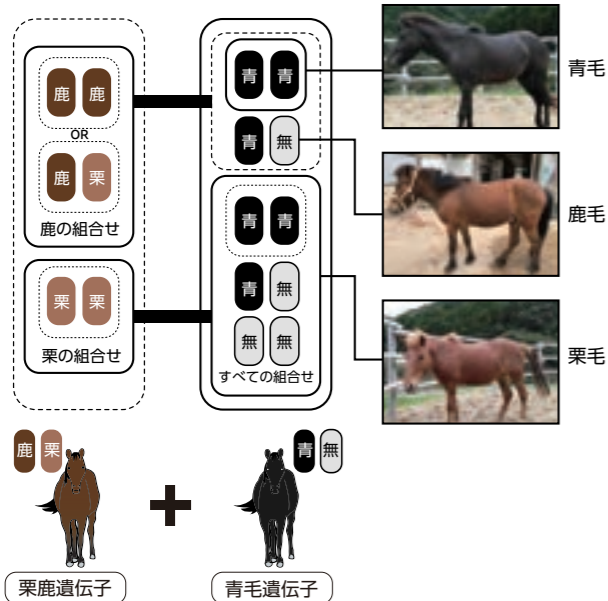 鹿 鹿
OR
鹿 栗
鹿の組合せ
栗 栗
栗の組合せ
青 青
青 無
青 青
青 無
無 無
すべての組合せ
青毛
鹿毛
栗毛
鹿 栗
栗鹿遺伝子
青 無
青毛遺伝子